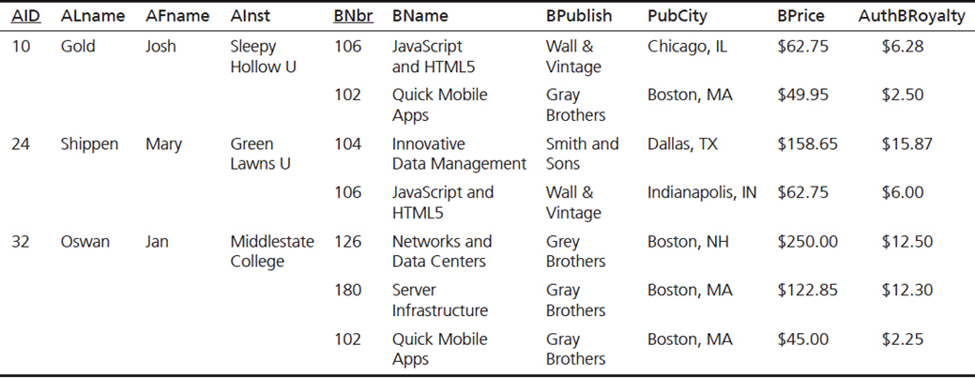 AID ALname AFname AInst BNbr BName BPublish PubCity BPrice AuthBRoyalty
10 Gold Josh Sleepy 106 JavaScript Wall & Chicago, IL $62.75 $6.28
Hollow U and HTML5 Vintage
102 Quick Mobile Gray Boston, MA $49.95 $2.50
Apps Brothers
24 Shippen Mary Green 104 Innovative Smith and Dallas, TX $158.65 $15.87
Lawns U Data Management Sons
106 JavaScript and Wall & Indianapolis, IN $62.75 $6.00
HTML5 Vintage
32 Oswan Jan Middlestate 126 Networks and Grey Boston, NH $250.00 $12.50
College Data Centers Brothers
180 Server Gray Boston, MA $122.85 $12.30
Infrastructure Brothers
102 Quick Mobile Gray Boston, MA $45.00 $2.25
Apps Brothers